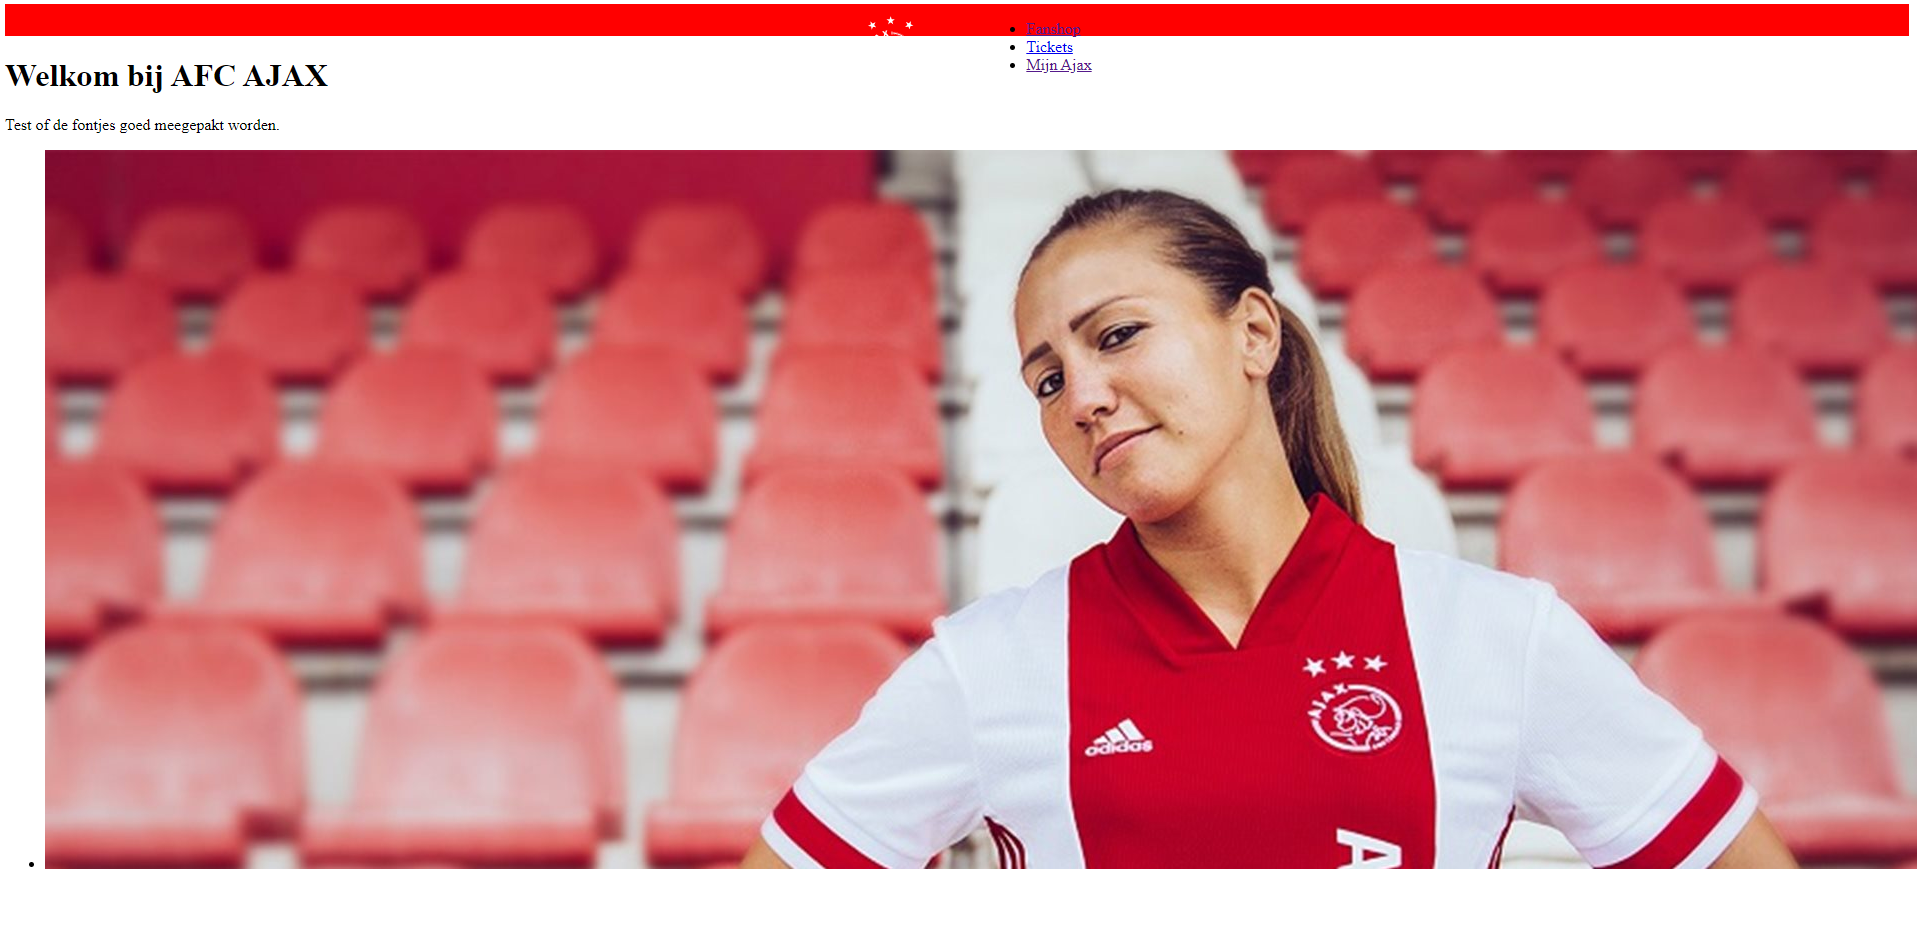 Fanshop
Tickets
Mijn Ajax
Welkom bij AFC AJAX
Test of de fontjes goed meegepakt worden.
AJAX
adidas
A